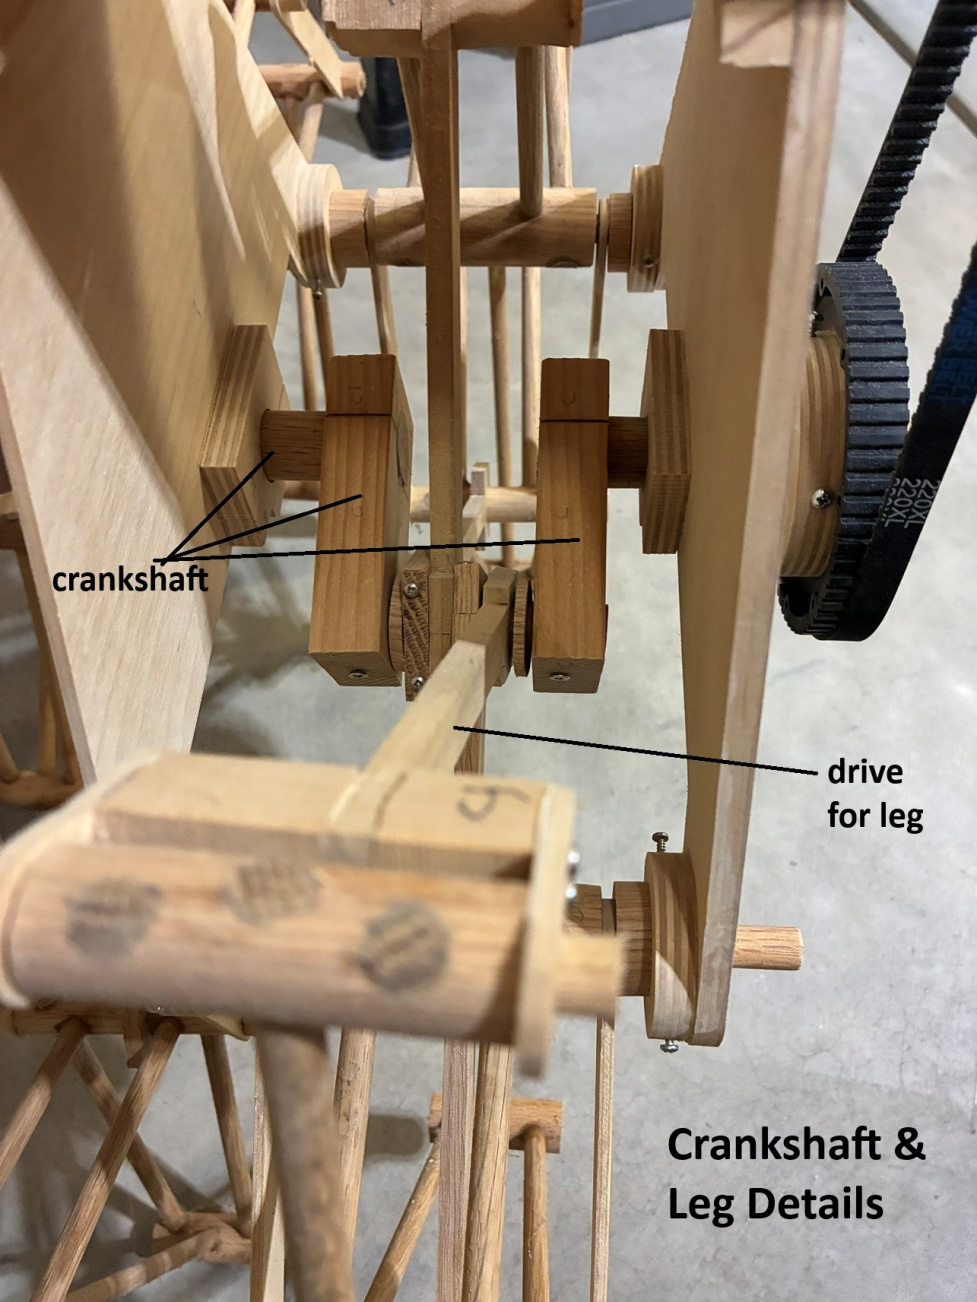 220XL
220XL
crankshaft
drive
for leg
Crankshaft &
Leg Details